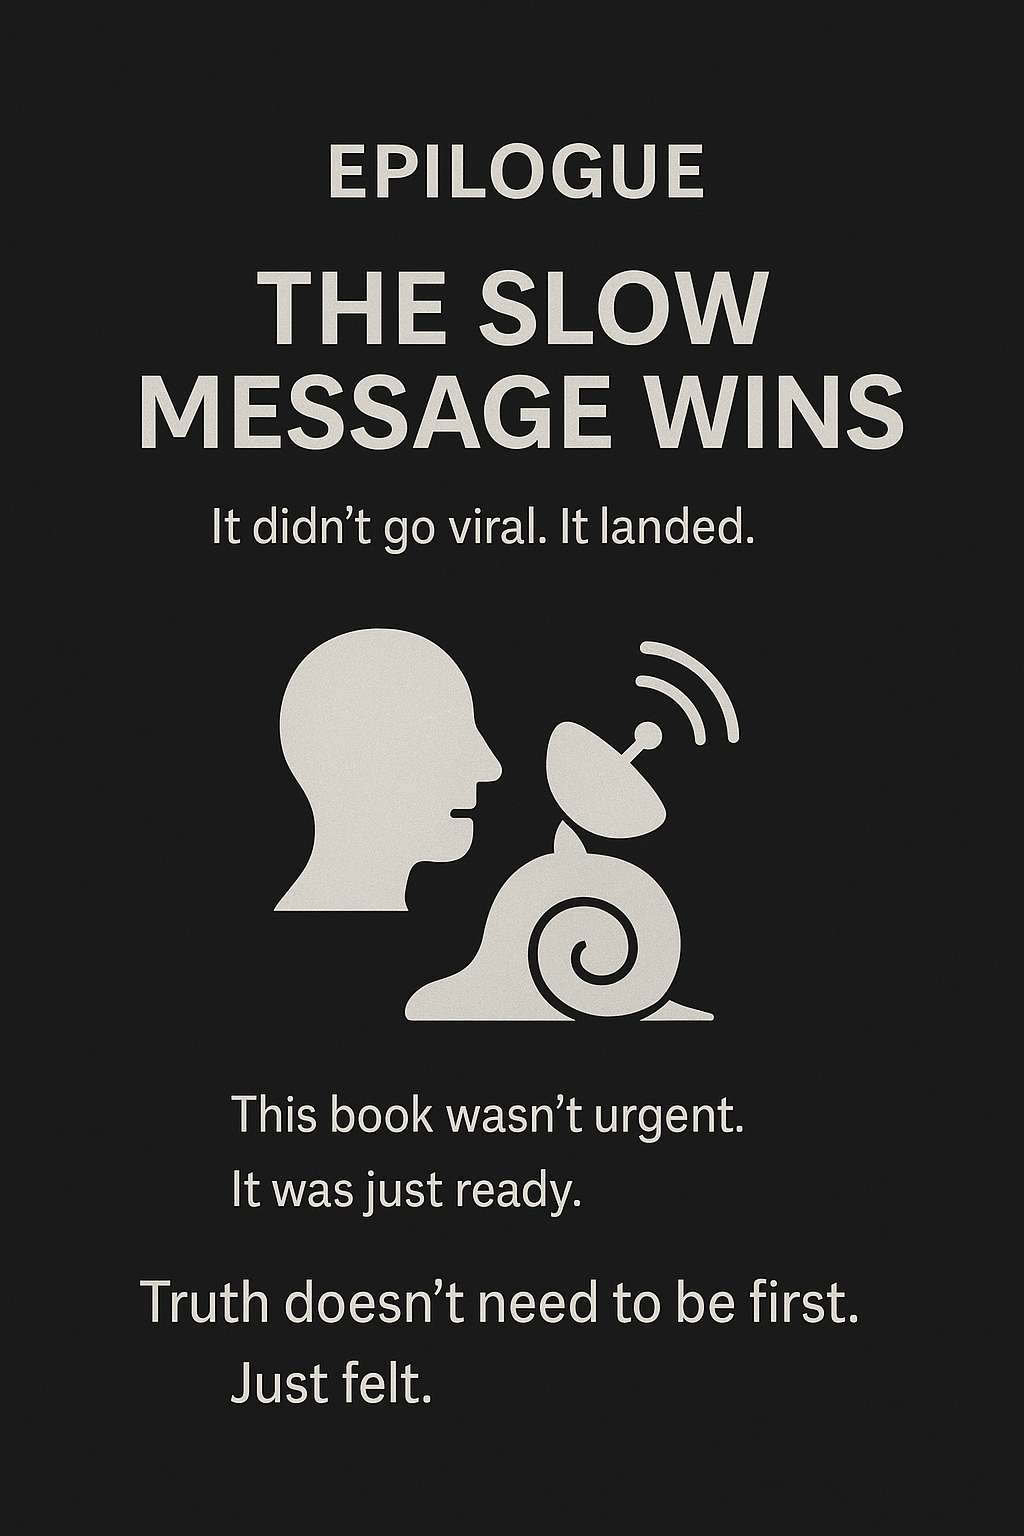 EPILOGUE
THE SLOW
MESSAGE WINS
It didn’t go viral. It landed.
This book wasn’t urgent.
It was just ready.
Truth doesn’t need to be first.
Just felt.